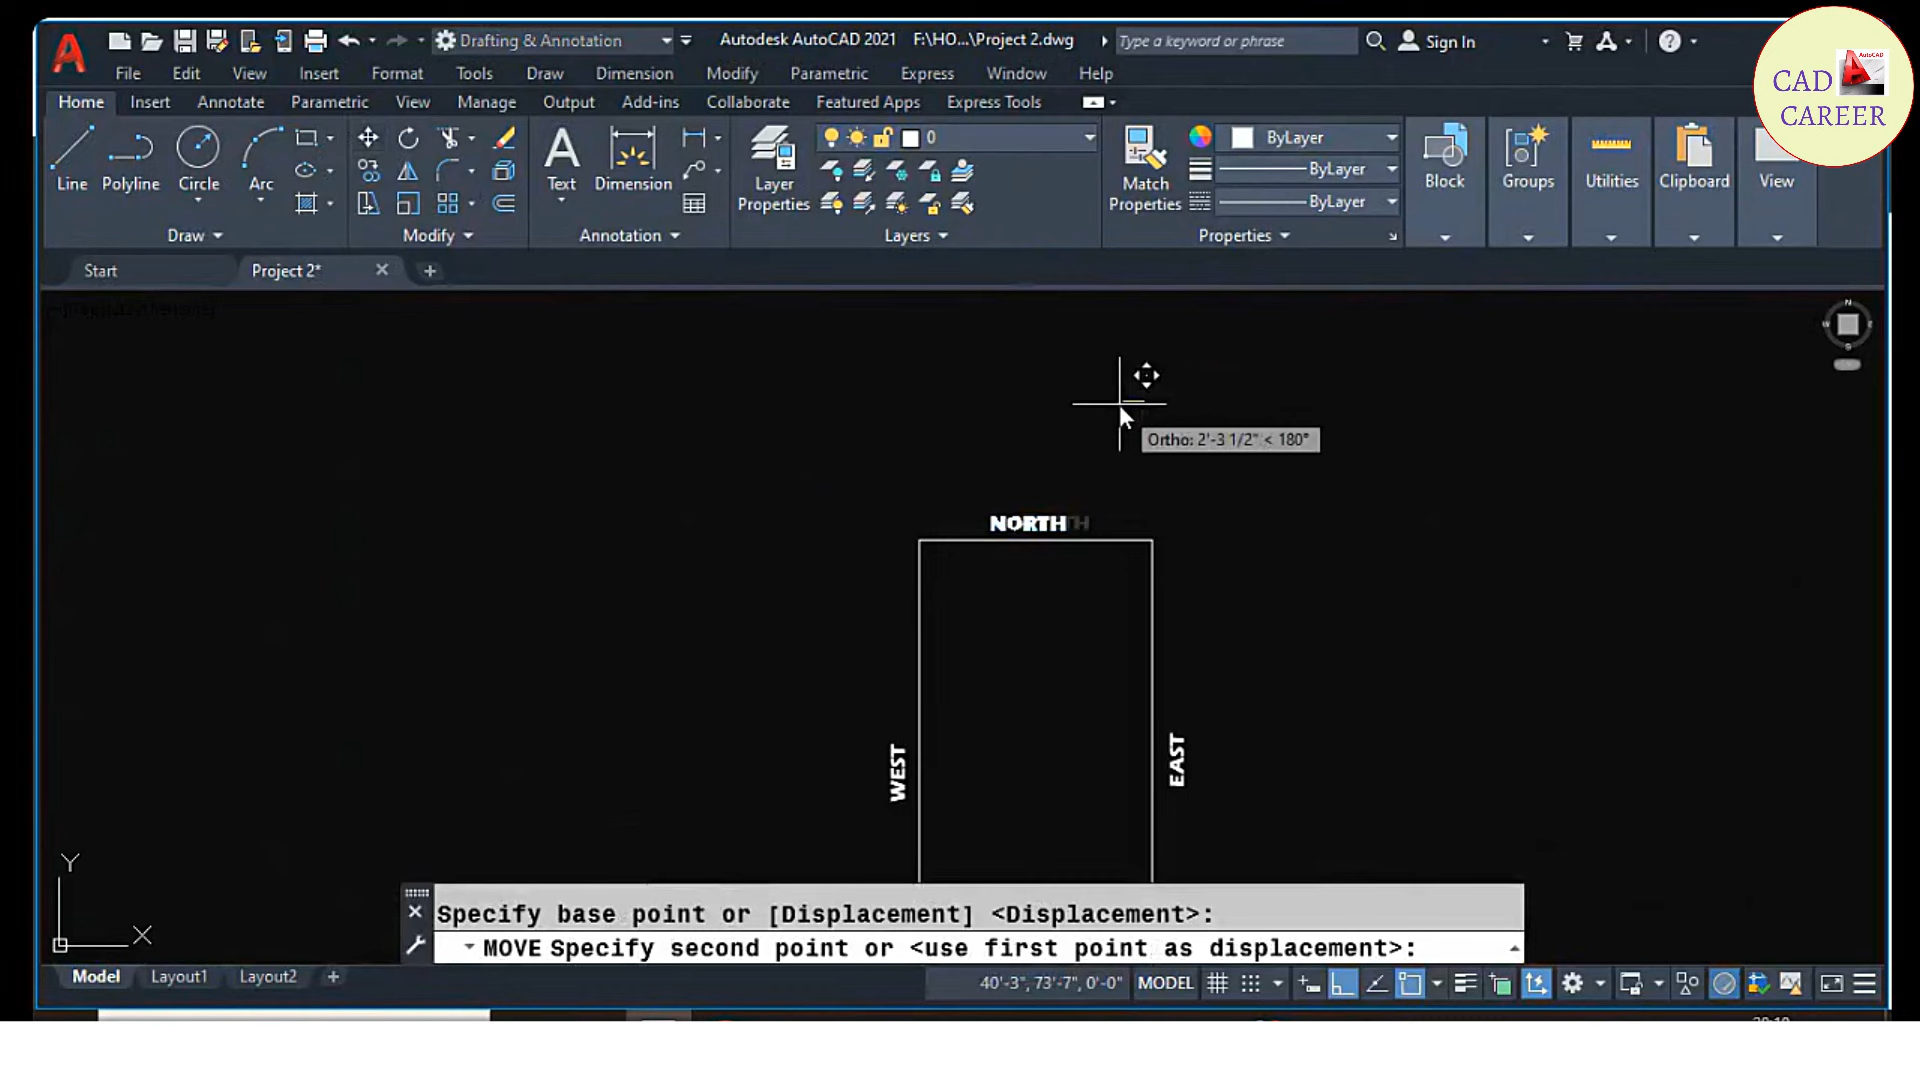 Drafting & Annotation
Autodesk AutoCAD 2021 F:\HO...\Project 2.dwg
Type a keyword or phrase
Sign In
CAD
CAREER
AutoCAD
File Edit View Insert Format Tools Draw Dimension Modify Parametric Express Window Help
Home Insert Annotate Parametric View Manage Output Add-ins Collaborate Featured Apps Express Tools
0
ByLayer
ByLayer
ByLayer
Line Polyline Circle Arc
Text Dimension
Layer
Properties
Match
Properties
Block Groups Utilities Clipboard View
Draw Modify Annotation Layers Properties
Start Project 2*
N
W
S
Ortho: 2'-3 1/2" < 180°
NORTH
WEST
EAST
Y
X
Specify base point or [Displacement] <Displacement>:
MOVE Specify second point or <use first point as displacement>:
Model Layout1 Layout2
40'-3", 73'-7", 0'-0" MODEL